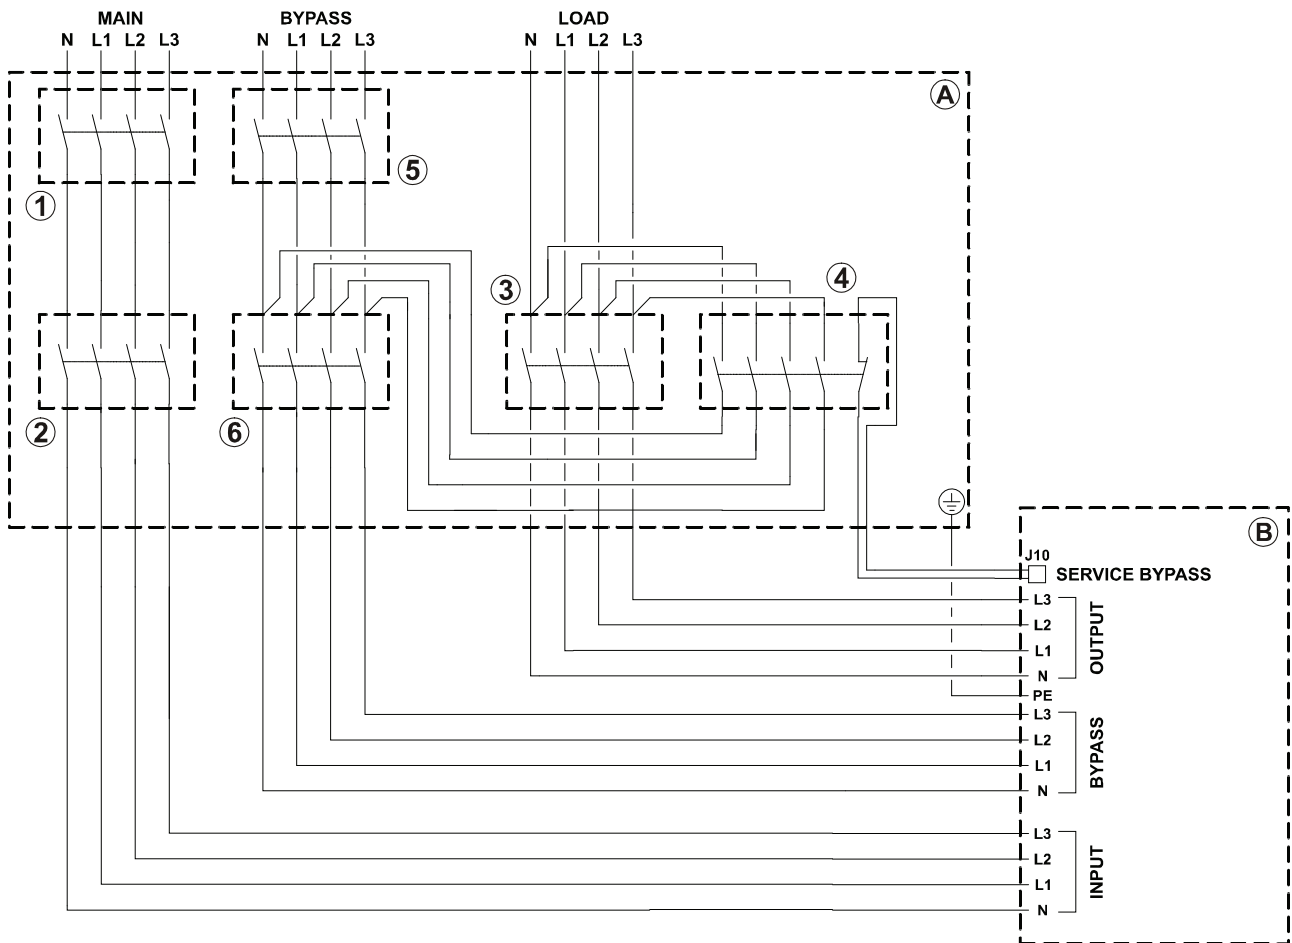 MAIN BYPASS LOAD
N L1 L2 L3 N L1 L2 L3 N L1 L2 L3
A
5
1
4
3
2 6
B
J10
SERVICE BYPASS
L3
L2
L1
N
OUTPUT
PE
L3
L2
L1
N
BYPASS
L3
L2
L1
N
INPUT